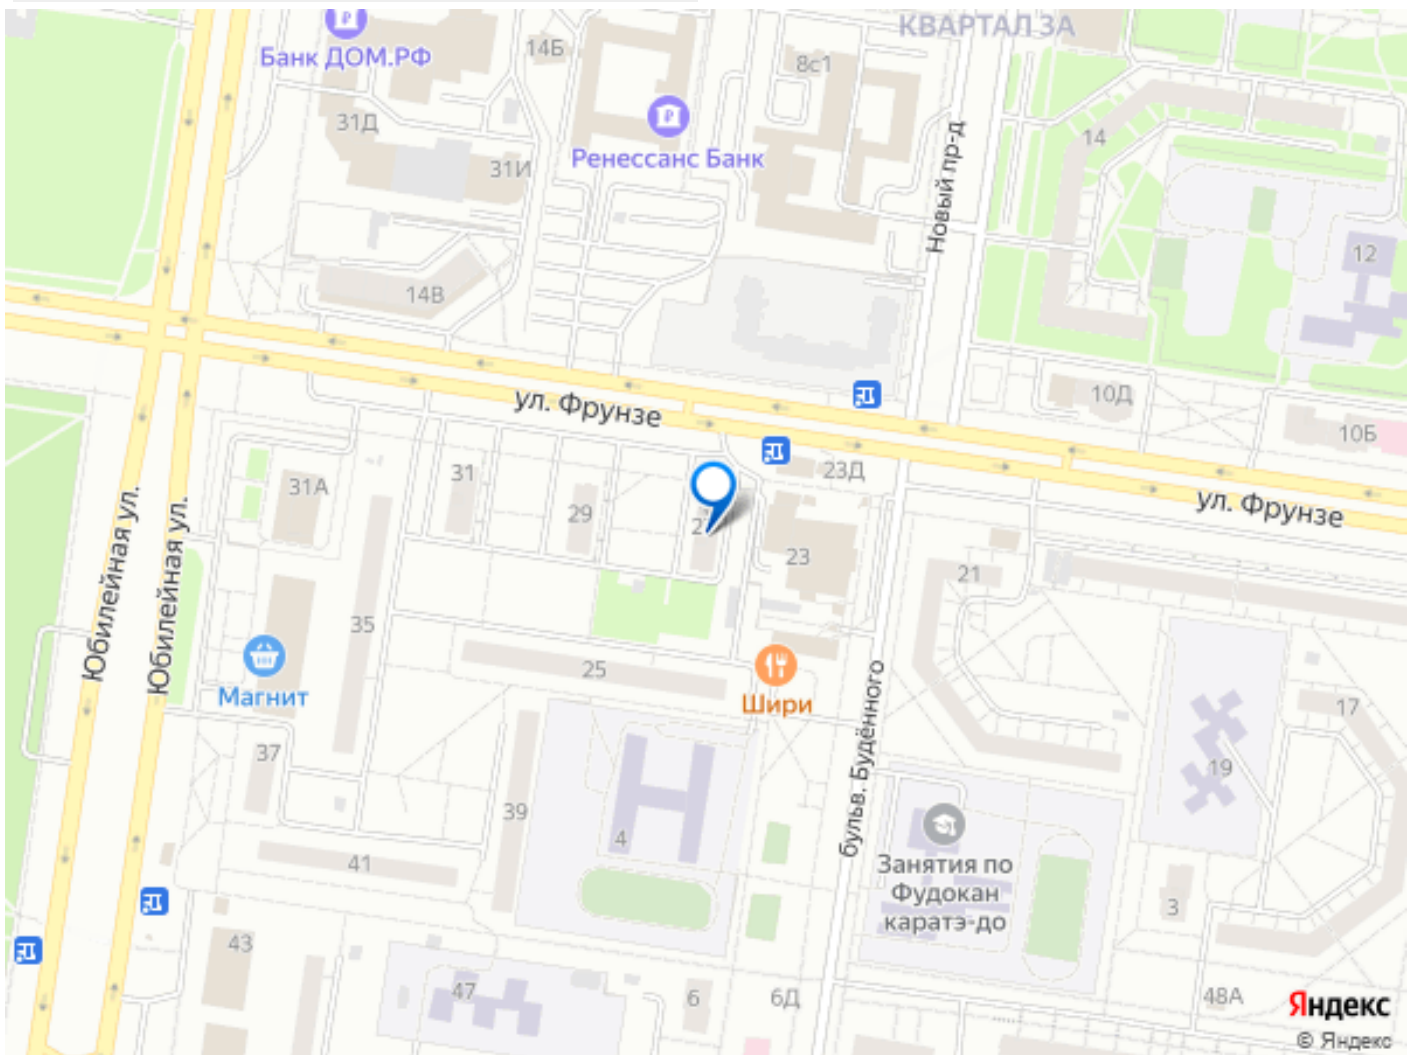 КВАРТАЛ 3А
Банк ДОМ.РФ
14Б
8с1
31Д
14
Ренессанс Банк
31И
Новый пр-д
12
14В
ул. Фрунзе
10Д
10Б
31
23Д
31А
ул. Фрунзе
29
23
21
Юбилейная ул.
Юбилейная ул.
35
25
Магнит
Шири
17
бульв. Будённого
37
19
39
4
41
Занятия по
Фудокан
каратэ-до
3
43
47
6
6Д
48А
Яндекс
© Яндекс